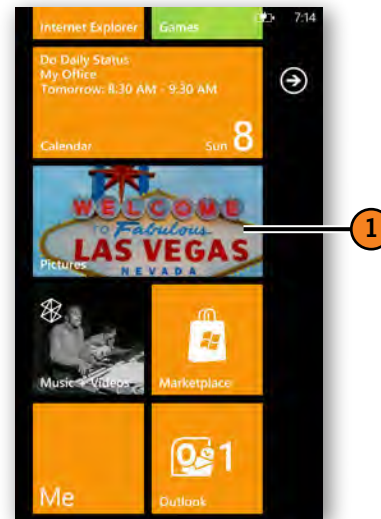 7:14
Internet Explorer
Games
Do Daily Status
My Office
Tomorrow: 8:30 AM - 9:30 AM
Calendar
Sun 8
WELCOME
TO Fabulous
LAS VEGAS
NEVADA
Pictures
1
Music + Videos
Marketplace
Me
O
1
Outlook